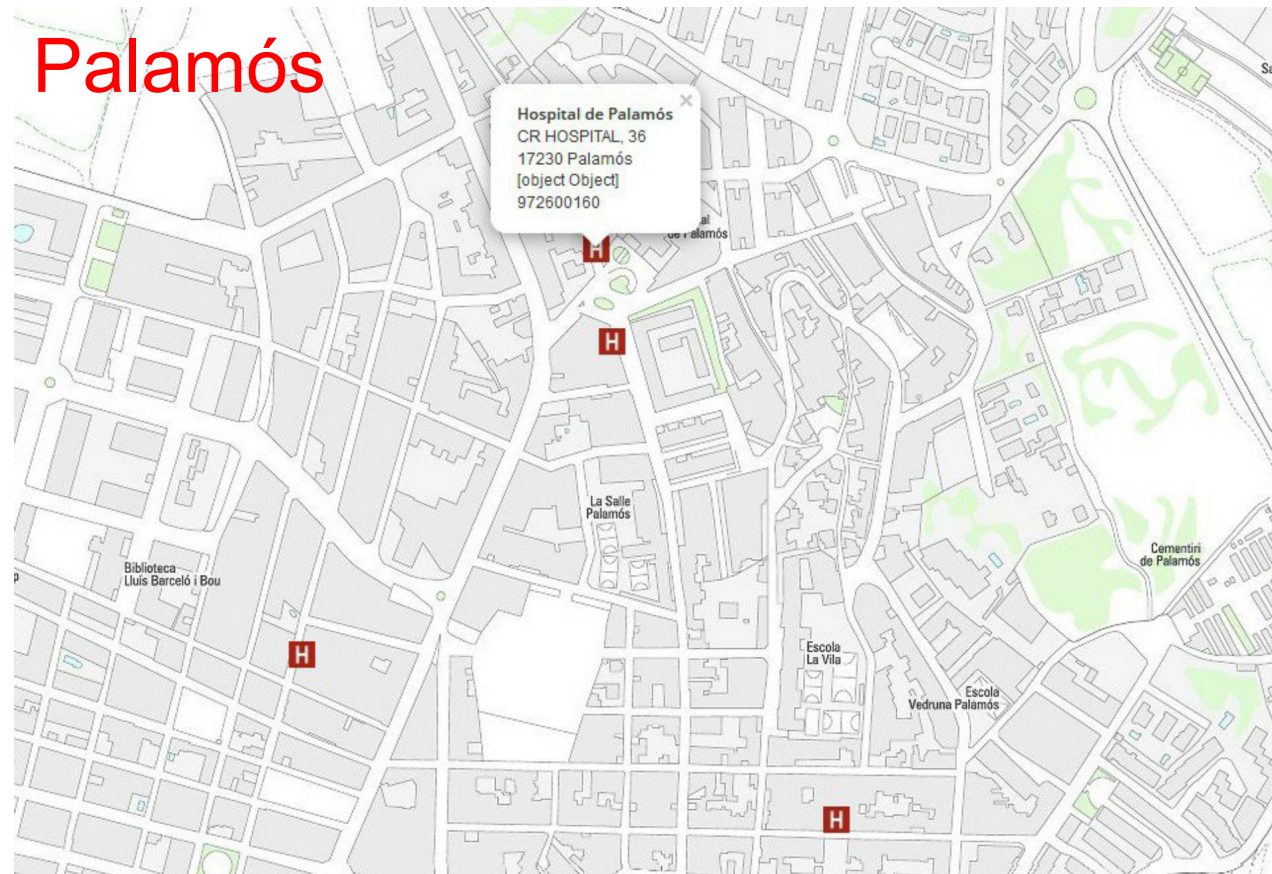 Palamós
Hospital de Palamós
×
CR HOSPITAL, 36
17230 Palamós
[object Object]
972600160
de Palamós
H
H
La Salle
Palamós
Biblioteca
Lluís Barceló i Bou
Cementiri
de Palamós
H
Escola
La Vila
Escola
Vedruna Palamós
H